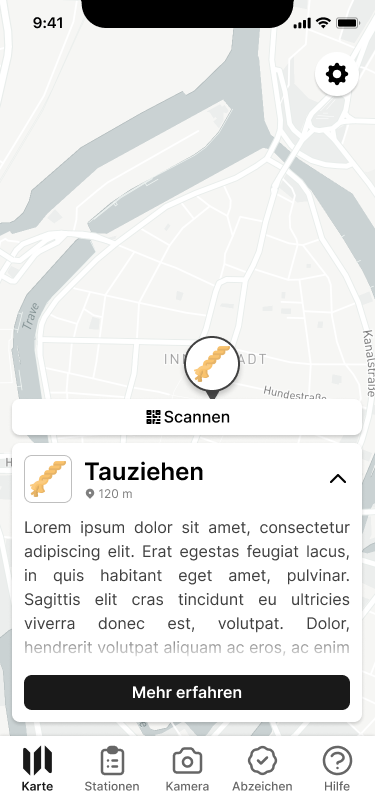 9:41
Trave
INN ADT
Kanalstraße
Hundestraße
Scannen
H
Tauziehen
120 m
Lorem ipsum dolor sit amet, consectetur
adipiscing elit. Erat egestas feugiat lacus,
in quis habitant eget amet, pulvinar.
Sagittis elit cras tincidunt eu ultricies
viverra donec est, volutpat. Dolor,
hendrerit volutpat aliquam ac eros, ac enim
Mehr erfahren
Karte
Stationen
Kamera
Abzeichen
Hilfe